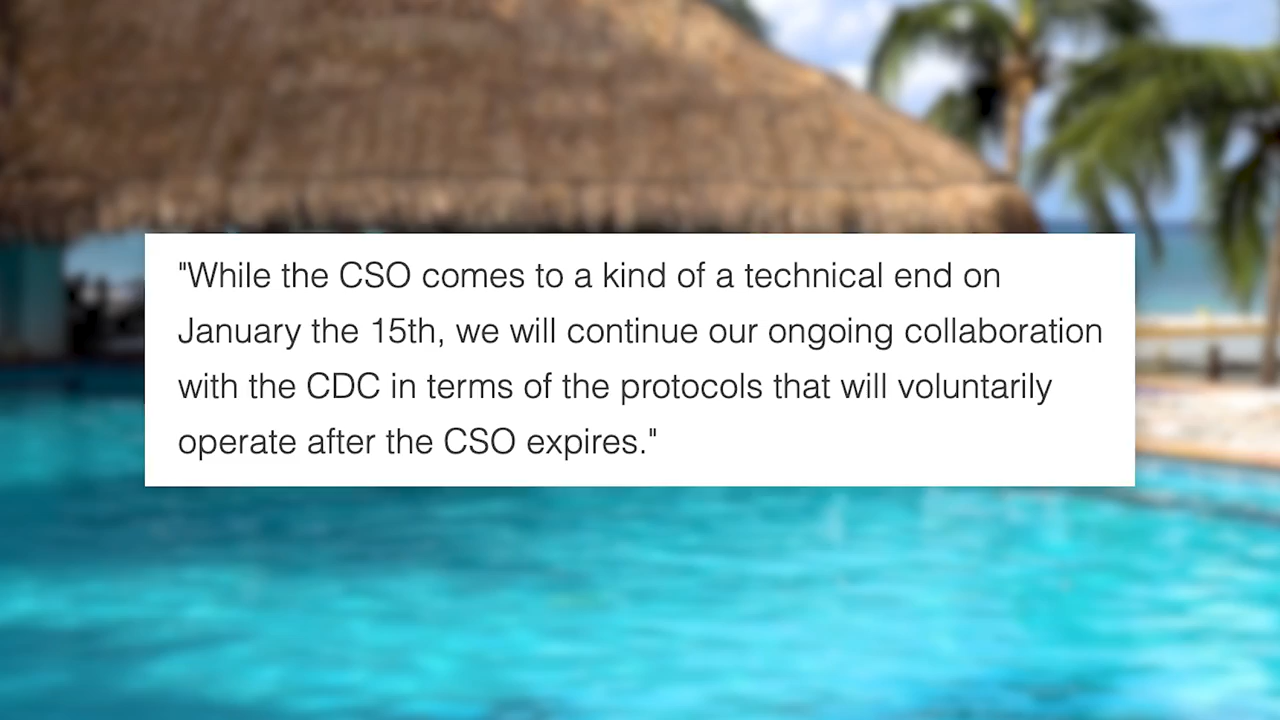 "While the CSO comes to a kind of a technical end on
January the 15th, we will continue our ongoing collaboration
with the CDC in terms of the protocols that will voluntarily
operate after the CSO expires."